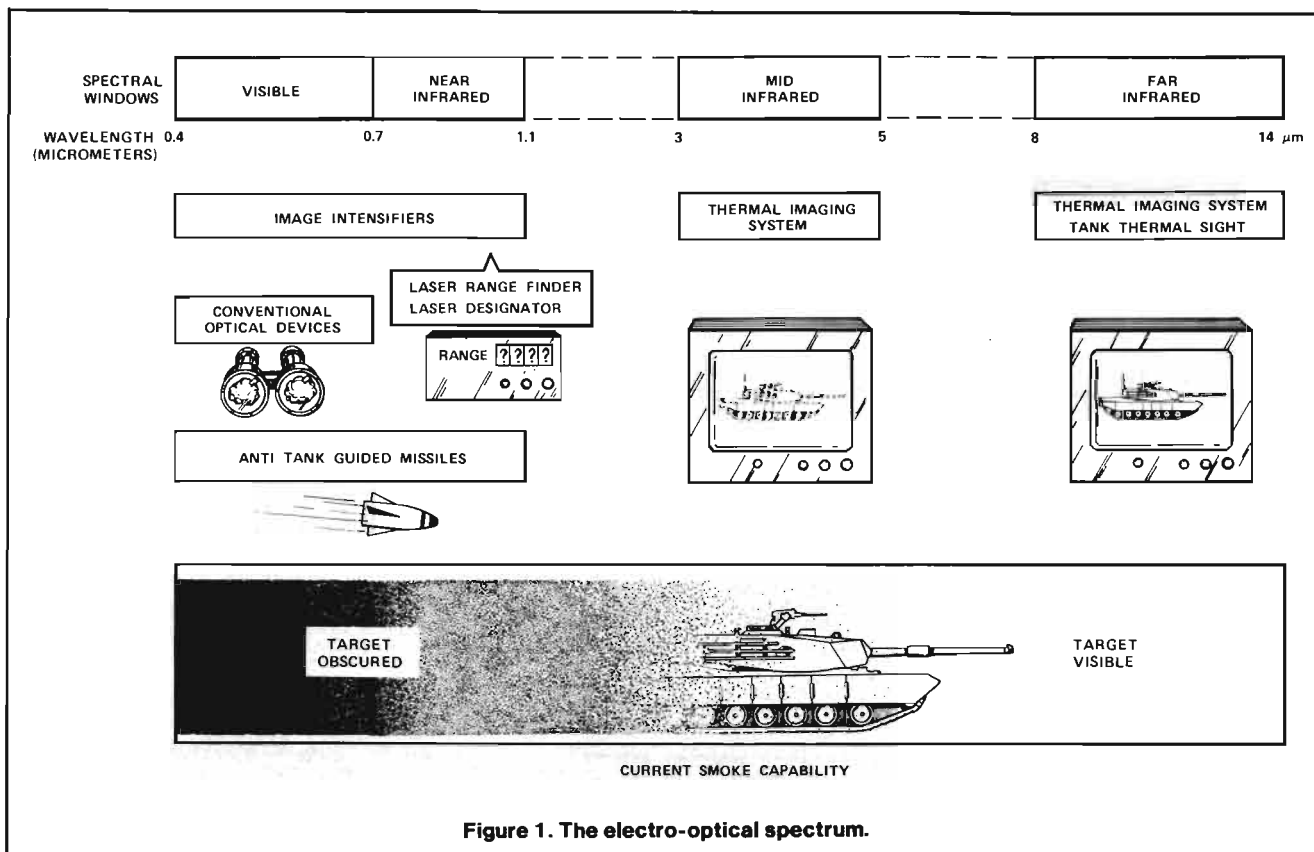 SPECTRAL
WINDOWS
VISIBLE
NEAR
INFRARED
MID
INFRARED
FAR
INFRARED
WAVELENGTH
(MICROMETERS)
0.4
0.7
1.1
3
5
8
14 μm
IMAGE INTENSIFIERS
THERMAL IMAGING
SYSTEM
THERMAL IMAGING SYSTEM
TANK THERMAL SIGHT
LASER RANGE FINDER
LASER DESIGNATOR
CONVENTIONAL
OPTICAL DEVICES
RANGE ? ? ? ?
ANTI TANK GUIDED MISSILES
TARGET
OBSCURED
TARGET
VISIBLE
CURRENT SMOKE CAPABILITY
Figure 1. The electro-optical spectrum.